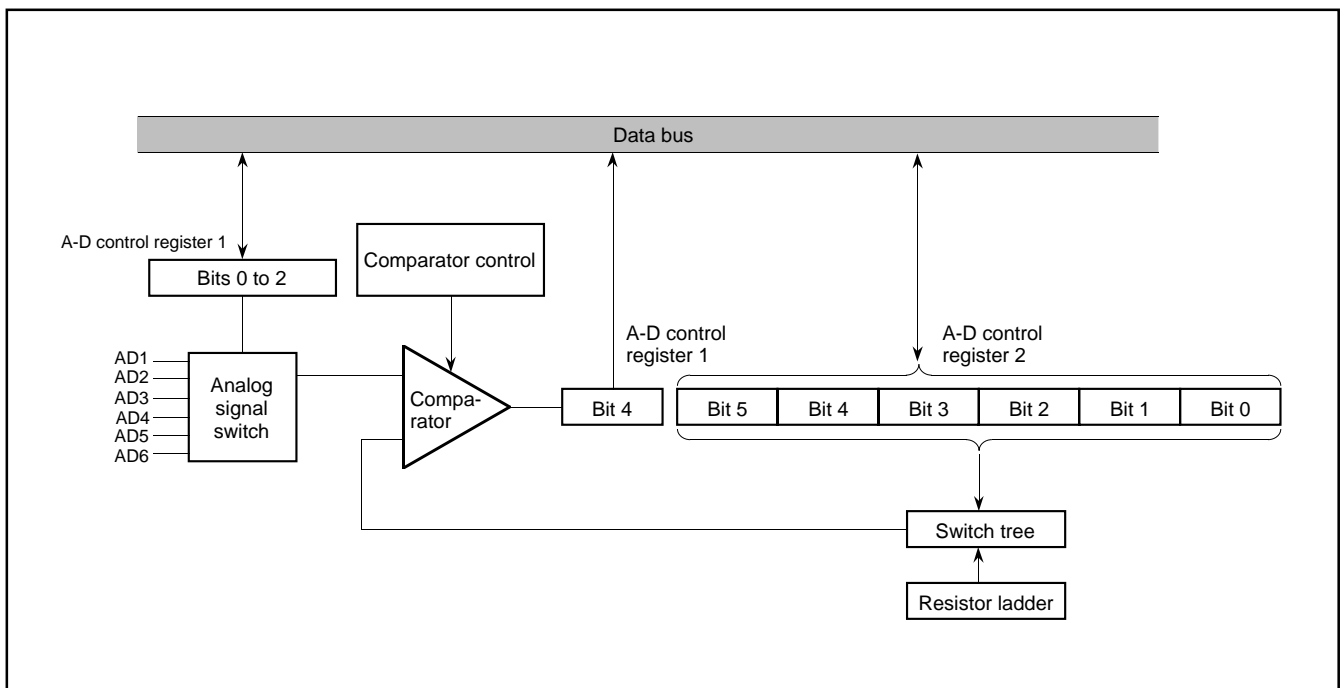 Data bus
A-D control register 1
Bits 0 to 2
Comparator control
A-D control
register 1
A-D control
register 2
AD1
AD2
AD3
AD4
AD5
AD6
Analog
signal
switch
Compa-
rator
Bit 4
Bit 5
Bit 4
Bit 3
Bit 2
Bit 1
Bit 0
Switch tree
Resistor ladder